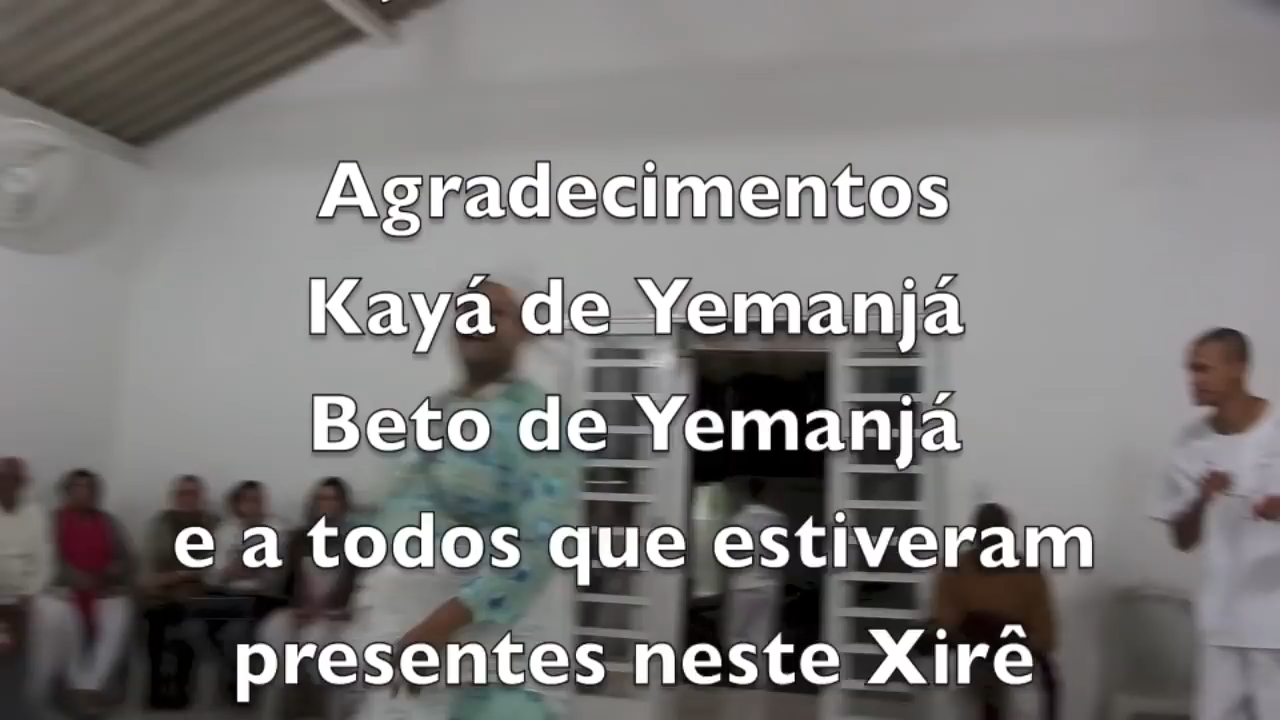 Agradecimentos
Kayá de Yemanjá
Beto de Yemanjá
e a todos que estiveram
presentes neste Xirê